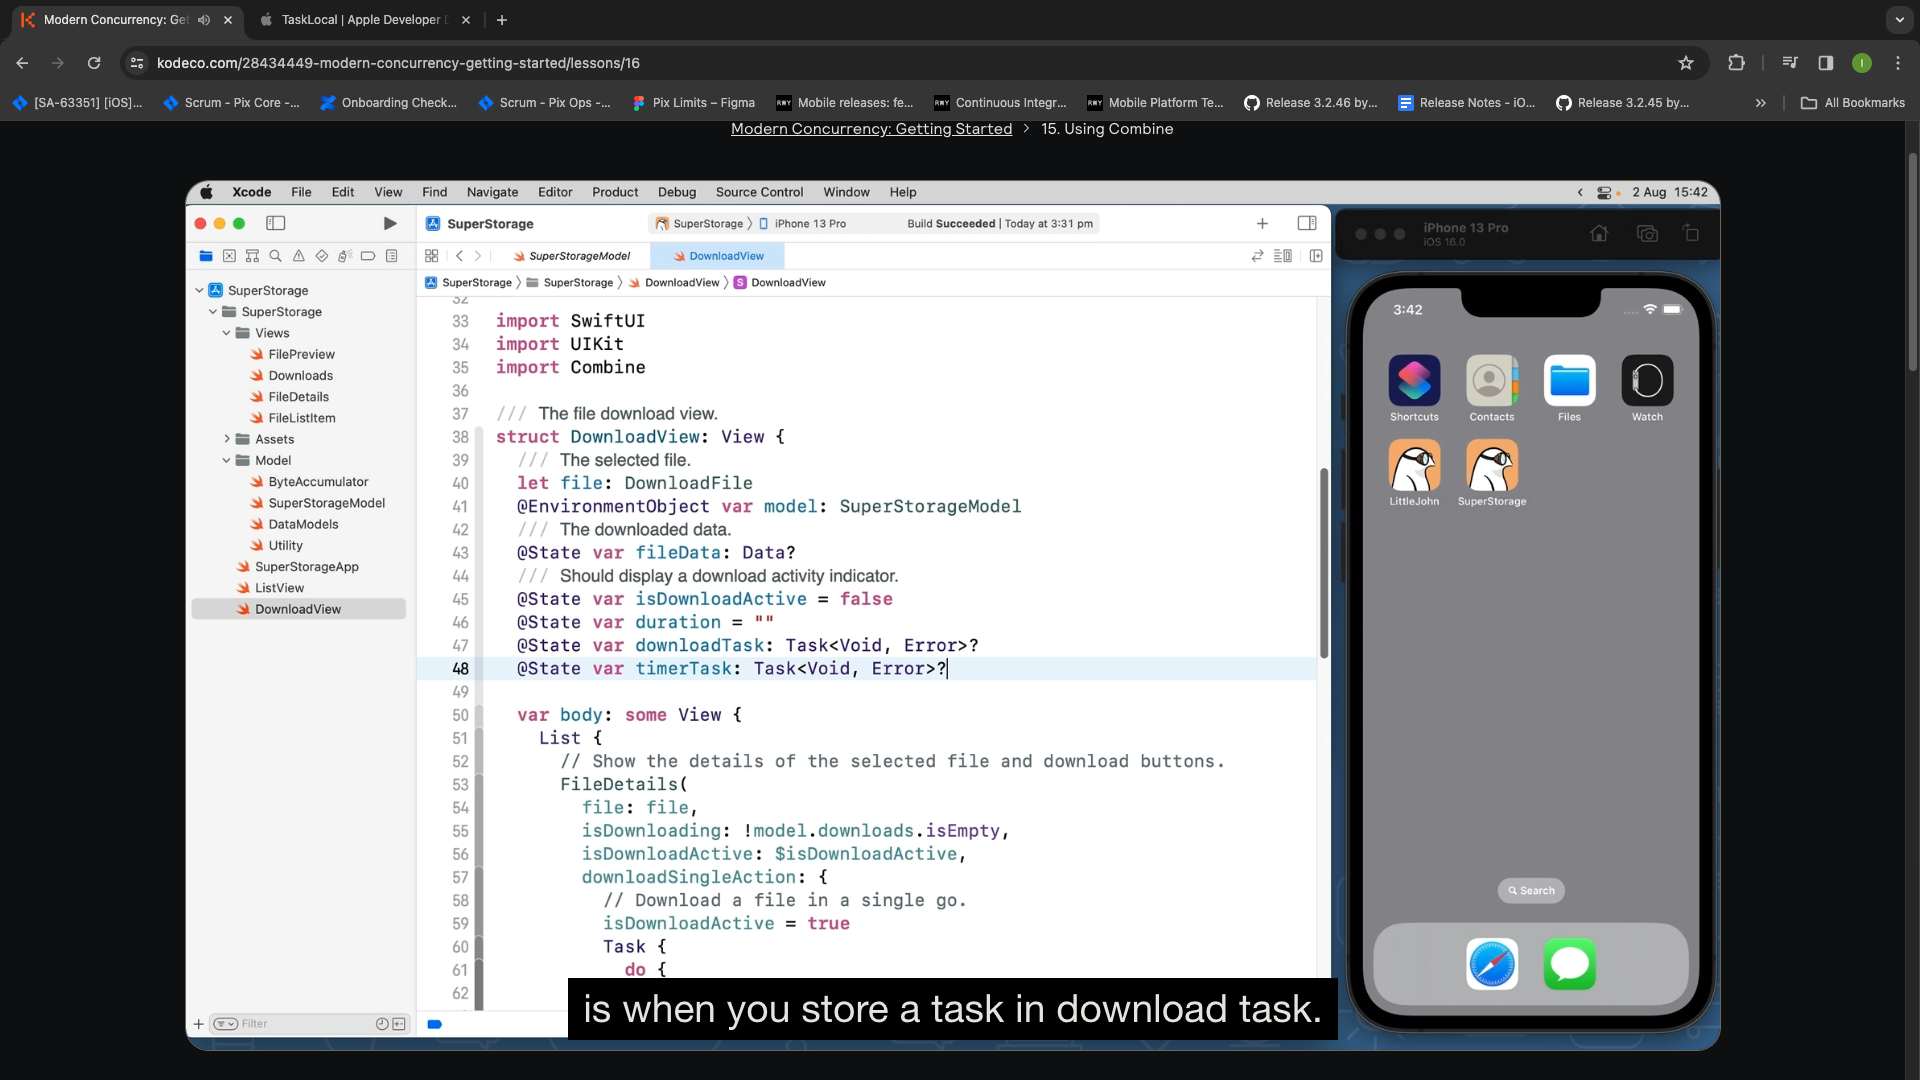 Modern Concurrency: Get
TaskLocal | Apple Developer D
kodeco.com/28434449-modern-concurrency-getting-started/lessons/16
I
[SA-63351] [iOS]...
Scrum - Pix Core -...
Onboarding Check...
Scrum - Pix Ops -...
Pix Limits – Figma
Mobile releases: fe...
Continuous Integr...
Mobile Platform Te...
Release 3.2.46 by...
Release Notes - iO...
Release 3.2.45 by...
All Bookmarks
Modern Concurrency: Getting Started > 15. Using Combine
Xcode File Edit View Find Navigate Editor Product Debug Source Control Window Help
2 Aug 15:42
SuperStorage
SuperStorage
iPhone 13 Pro
Build Succeeded | Today at 3:31 pm
SuperStorageModel
DownloadView
SuperStorage
SuperStorage
DownloadView
S DownloadView
SuperStorage
SuperStorage
Views
FilePreview
Downloads
FileDetails
FileListItem
Assets
Model
ByteAccumulator
SuperStorageModel
DataModels
Utility
SuperStorageApp
ListView
DownloadView
Filter
32
33 import SwiftUI
34 import UIKit
35 import Combine
36
37 /// The file download view.
38 struct DownloadView: View {
39 /// The selected file.
40 let file: DownloadFile
41 @EnvironmentObject var model: SuperStorageModel
42 /// The downloaded data.
43 @State var fileData: Data?
44 /// Should display a download activity indicator.
45 @State var isDownloadActive = false
46 @State var duration = ""
47 @State var downloadTask: Task<Void, Error>?
48 @State var timerTask: Task<Void, Error>?
49
50 var body: some View {
51 List {
52 // Show the details of the selected file and download buttons.
53 FileDetails(
54 file: file,
55 isDownloading: !model.downloads.isEmpty,
56 isDownloadActive: $isDownloadActive,
57 downloadSingleAction: {
58 // Download a file in a single go.
59 isDownloadActive = true
60 Task {
61 do {
62
is when you store a task in download task.
iPhone 13 Pro
iOS 16.0
3:42
Shortcuts
Contacts
Files
Watch
LittleJohn
SuperStorage
Search